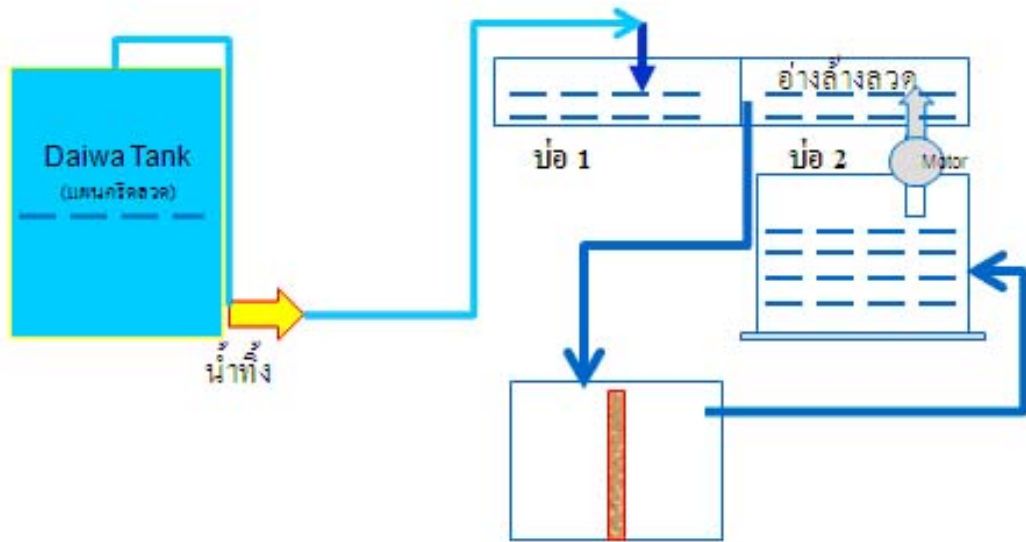 Daiwa Tank
(แผนกรีดลวด)
น้ำทิ้ง
อ่างล้างลวด
บ่อ 1
บ่อ 2
Motor